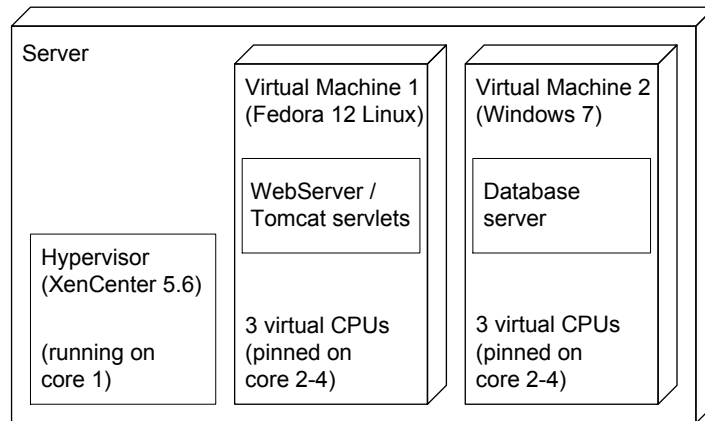 Server
Virtual Machine 1
(Fedora 12 Linux)
WebServer /
Tomcat servlets
3 virtual CPUs
(pinned on
core 2-4)
Virtual Machine 2
(Windows 7)
Database
server
3 virtual CPUs
(pinned on
core 2-4)
Hypervisor
(XenCenter 5.6)
(running on
core 1)